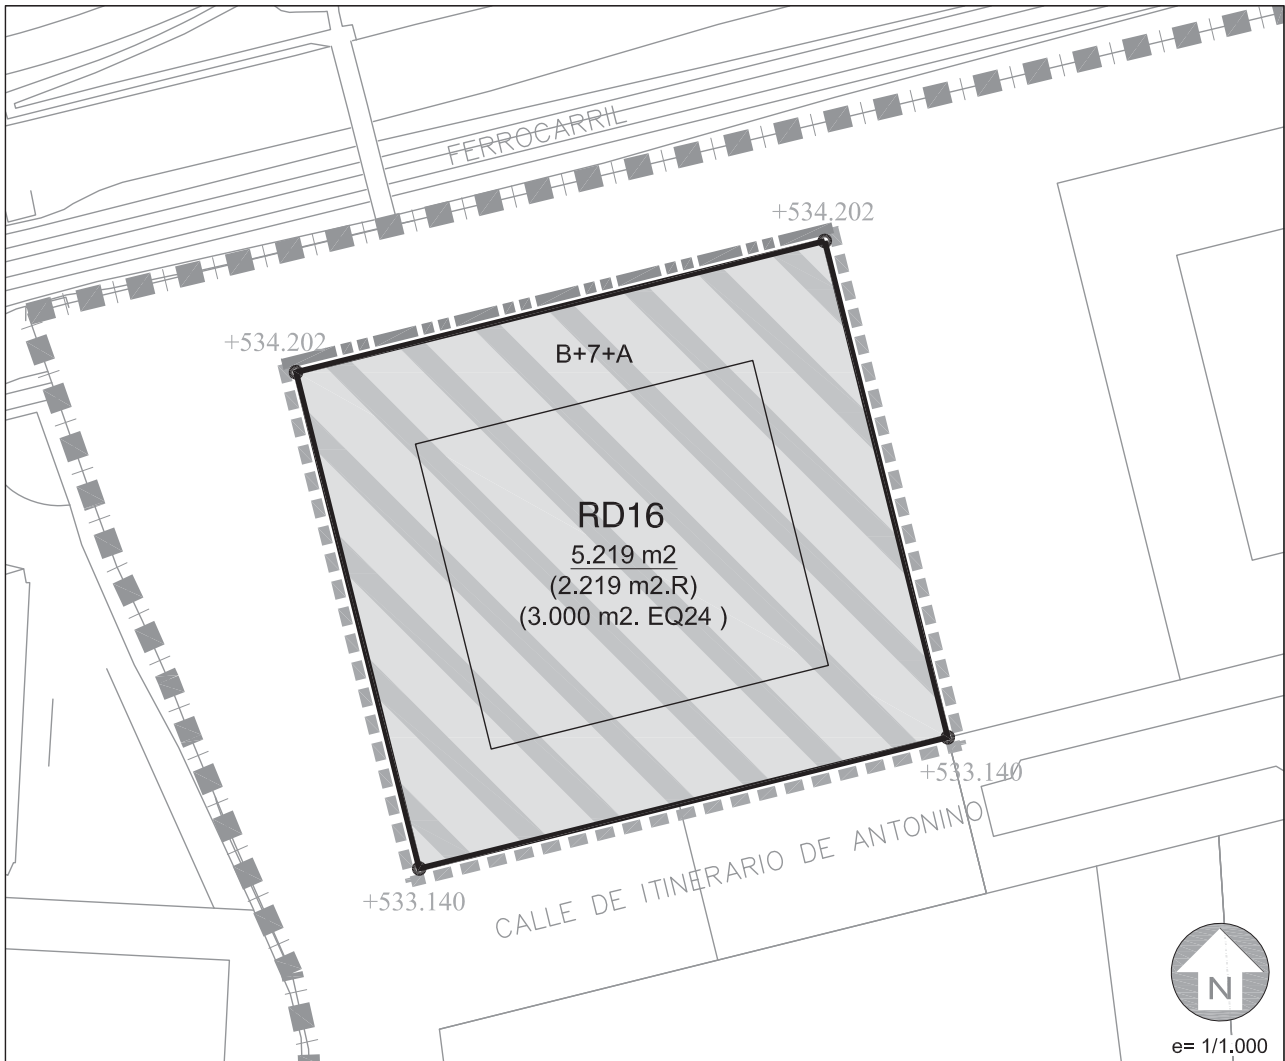 FERROCARRIL
+534.202
+534.202
B+7+A
RD16
5.219 m2
(2.219 m2.R)
(3.000 m2. EQ24 )
+533.140
+533.140
CALLE DE ITINERARIO DE ANTONINO
N
e= 1/1.000